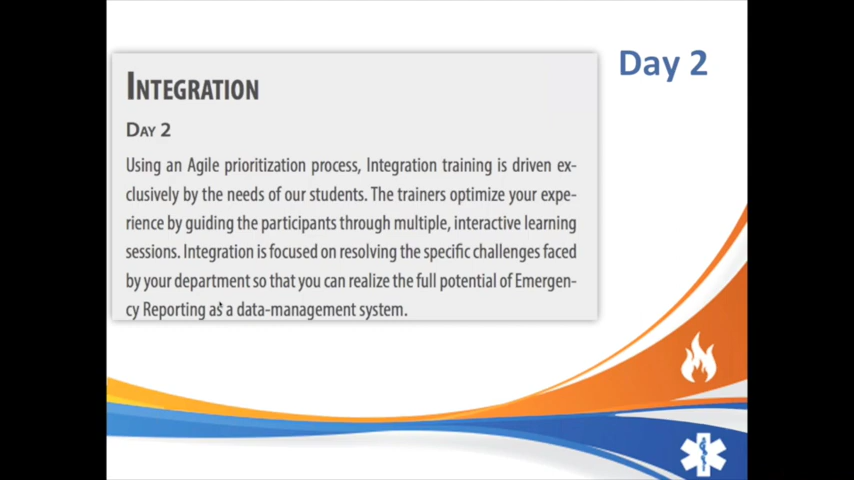 Day 2
INTEGRATION
DAY 2
Using an Agile prioritization process, Integration training is driven ex-
clusively by the needs of our students. The trainers optimize your expe-
rience by guiding the participants through multiple, interactive learning
sessions. Integration is focused on resolving the specific challenges faced
by your department so that you can realize the full potential of Emergen-
cy Reporting as a data-management system.